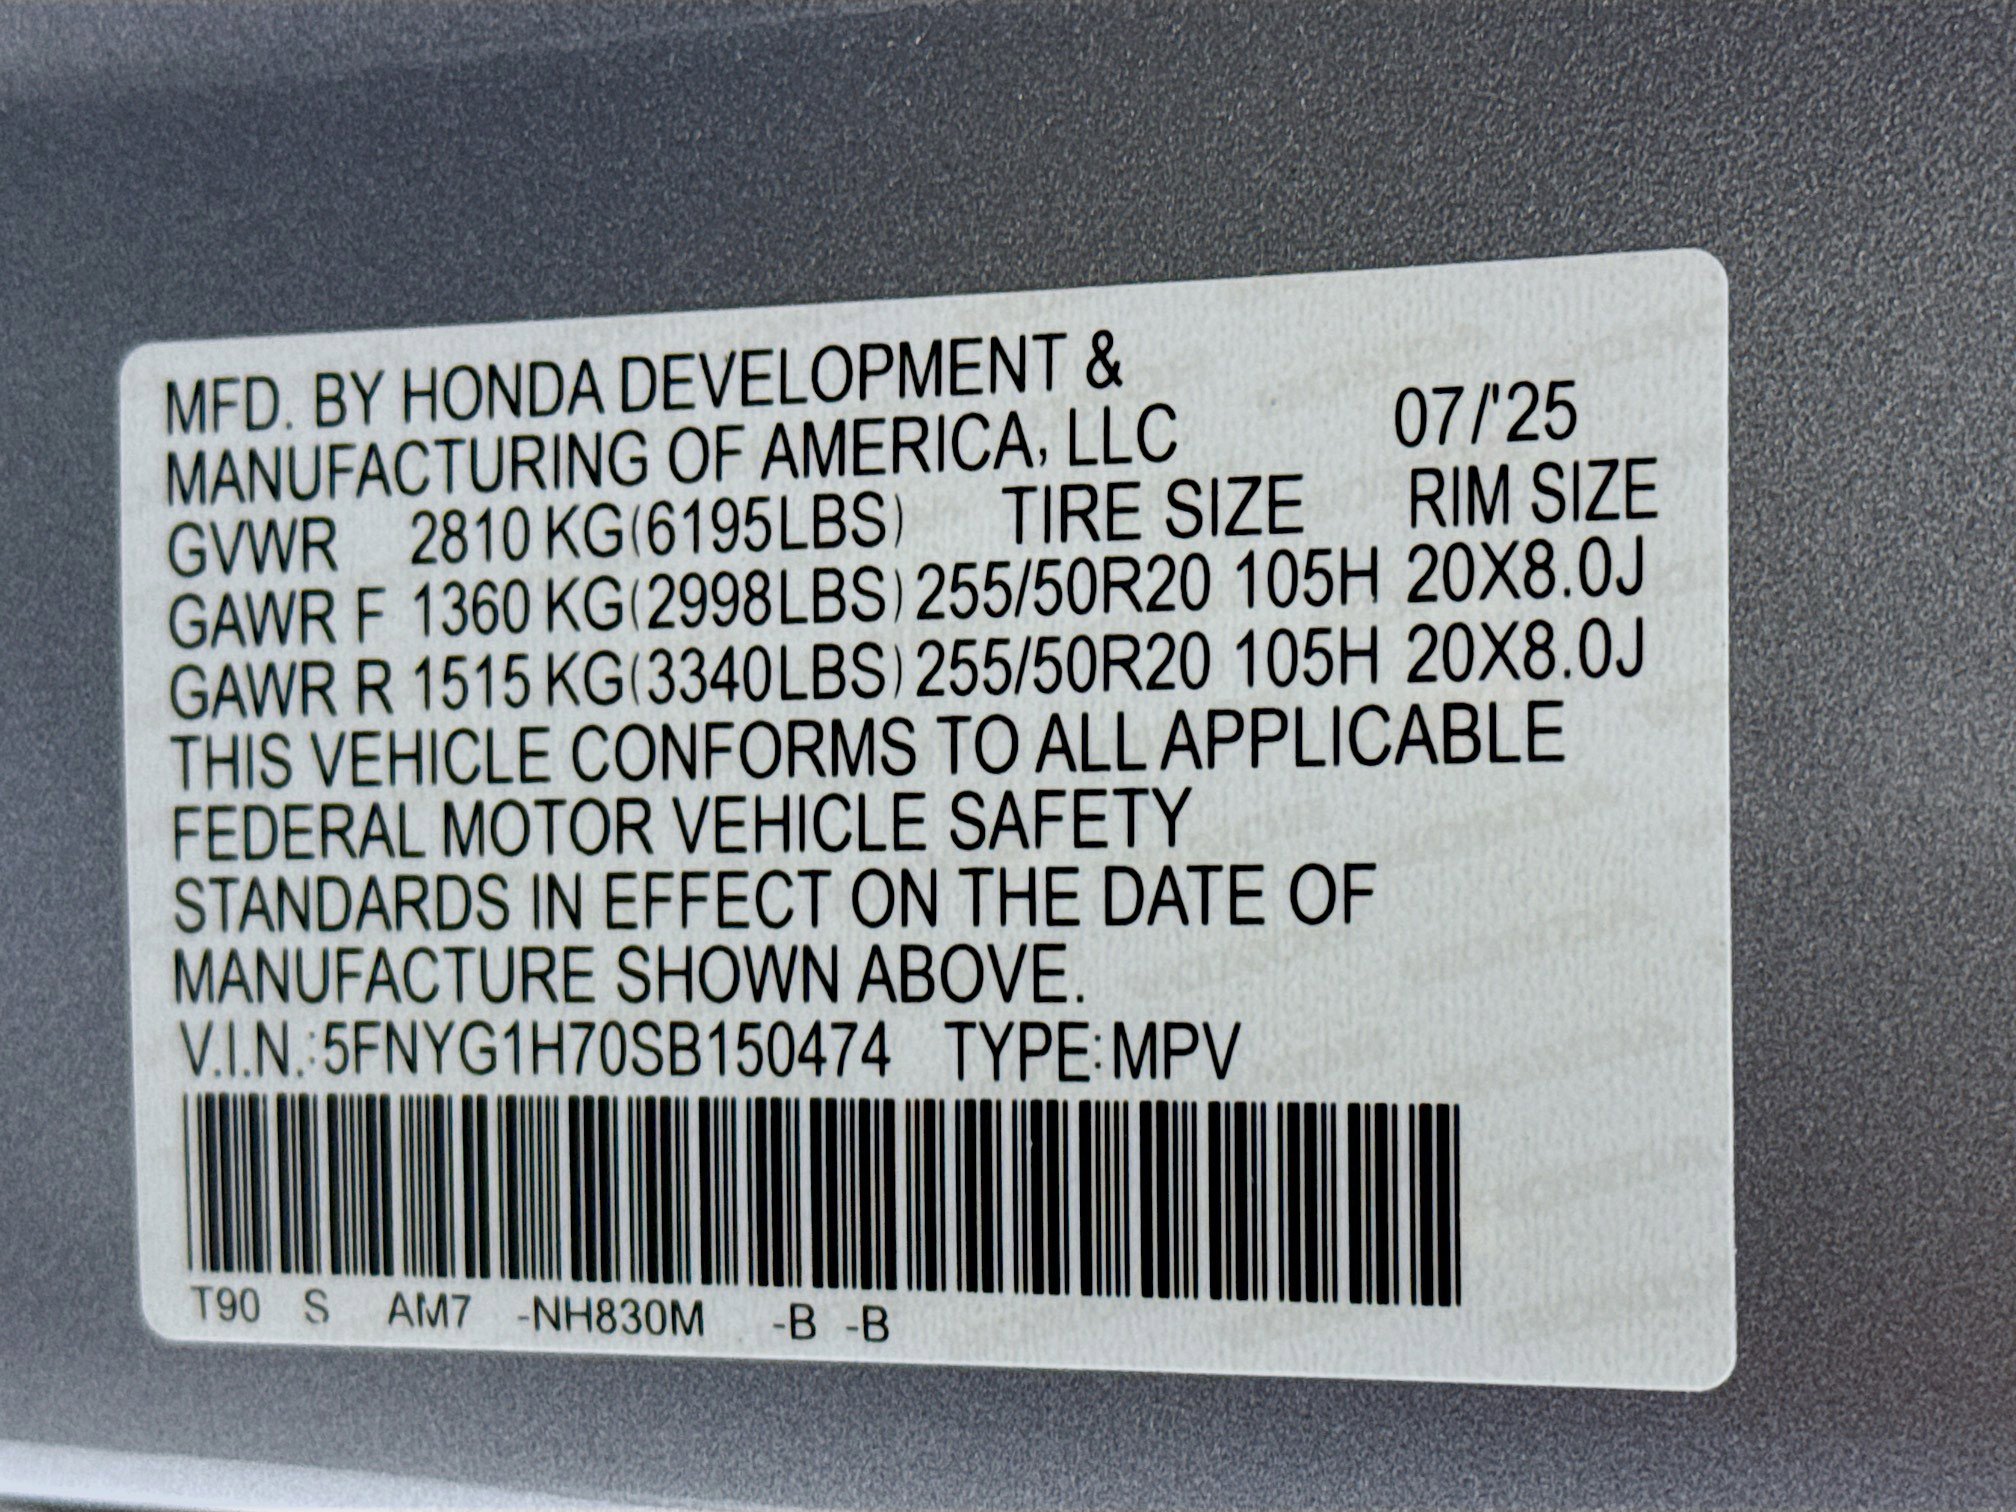 MFD. BY HONDA DEVELOPMENT &
MANUFACTURING OF AMERICA, LLC 07/'25
GVWR 2810 KG(6195LBS) TIRE SIZE RIM SIZE
GAWR F 1360 KG(2998LBS) 255/50R20 105H 20X8.0J
GAWR R 1515 KG(3340LBS) 255/50R20 105H 20X8.0J
THIS VEHICLE CONFORMS TO ALL APPLICABLE
FEDERAL MOTOR VEHICLE SAFETY
STANDARDS IN EFFECT ON THE DATE OF
MANUFACTURE SHOWN ABOVE.
V.I.N.:5FNYG1H70SB150474 TYPE:MPV
T90 S AM7 -NH830M -B -B